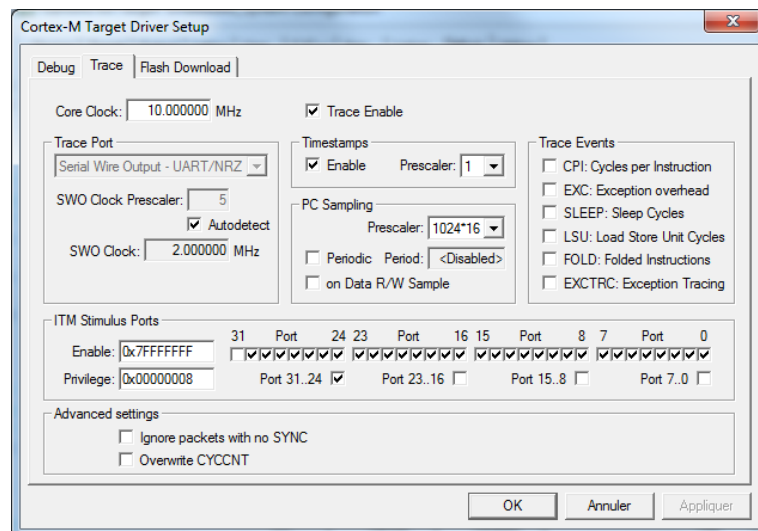 Cortex-M Target Driver Setup
Debug Trace Flash Download
Core Clock: 10.000000 MHz Trace Enable
Trace Port
Serial Wire Output - UART/NRZ
SWO Clock Prescaler: 5
Autodetect
SWO Clock: 2.000000 MHz
Timestamps
Enable Prescaler: 1
PC Sampling
Prescaler: 1024*16
Periodic Period: <Disabled>
on Data R/W Sample
Trace Events
CPI: Cycles per Instruction
EXC: Exception overhead
SLEEP: Sleep Cycles
LSU: Load Store Unit Cycles
FOLD: Folded Instructions
EXCTRC: Exception Tracing
ITM Stimulus Ports
31 Port 24 23 Port 16 15 Port 8 7 Port 0
Enable: 0x7FFFFFFF
Privilege: 0x00000008 Port 31..24 Port 23..16 Port 15..8 Port 7..0
Advanced settings
Ignore packets with no SYNC
Overwrite CYCCNT
OK Annuler Appliquer